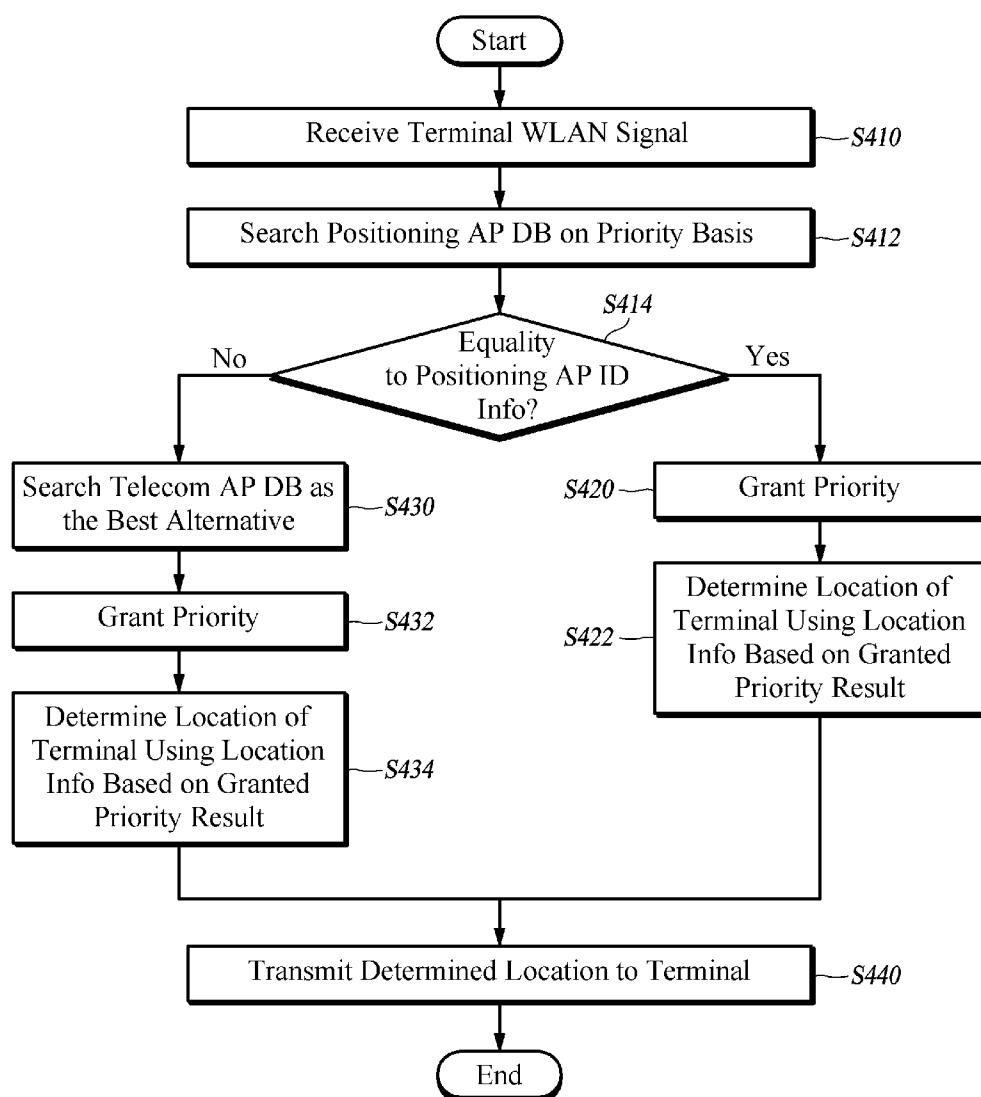 Start
Receive Terminal WLAN Signal
S410
Search Positioning AP DB on Priority Basis
S412
S414
Equality
to Positioning AP ID
Info?
No
Yes
Search Telecom AP DB as
the Best Alternative
S430
Grant Priority
S432
Determine Location of
Terminal Using Location
Info Based on Granted
Priority Result
S434
S420
Grant Priority
S422
Determine Location of
Terminal Using Location
Info Based on Granted
Priority Result
Transmit Determined Location to Terminal
S440
End